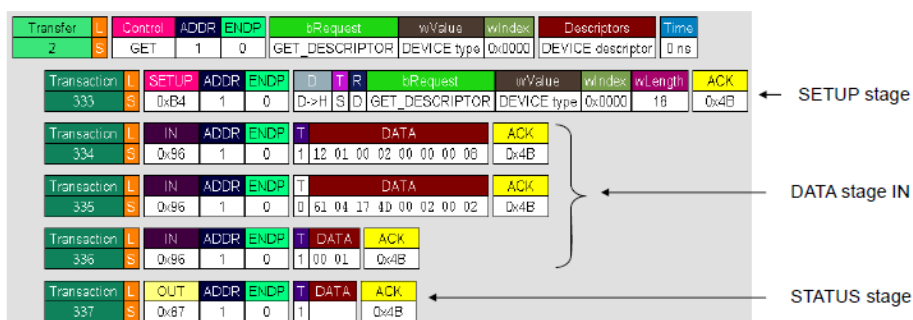 Transfer L Control ADDR ENDP bRequest wValue wIndex Descriptors Time
2 S GET 1 0 GET_DESCRIPTOR DEVICE type 0x0000 DEVICE descriptor 0 ns
Transaction L SETUP ADDR ENDP D T R bRequest wValue wIndex wLength ACK
333 S 0xB4 1 0 D->H S D GET_DESCRIPTOR DEVICE type 0x0000 18 0x4B
SETUP stage
Transaction L IN ADDR ENDP T DATA ACK
334 S 0x96 1 0 1 12 01 00 02 00 00 00 08 0x4B
Transaction L IN ADDR ENDP T DATA ACK
335 S 0x96 1 0 0 61 04 17 4D 00 02 00 02 0x4B
DATA stage IN
Transaction L IN ADDR ENDP T DATA ACK
336 S 0x96 1 0 1 00 01 0x4B
Transaction L OUT ADDR ENDP T DATA ACK
337 S 0x87 1 0 1 0x4B
STATUS stage